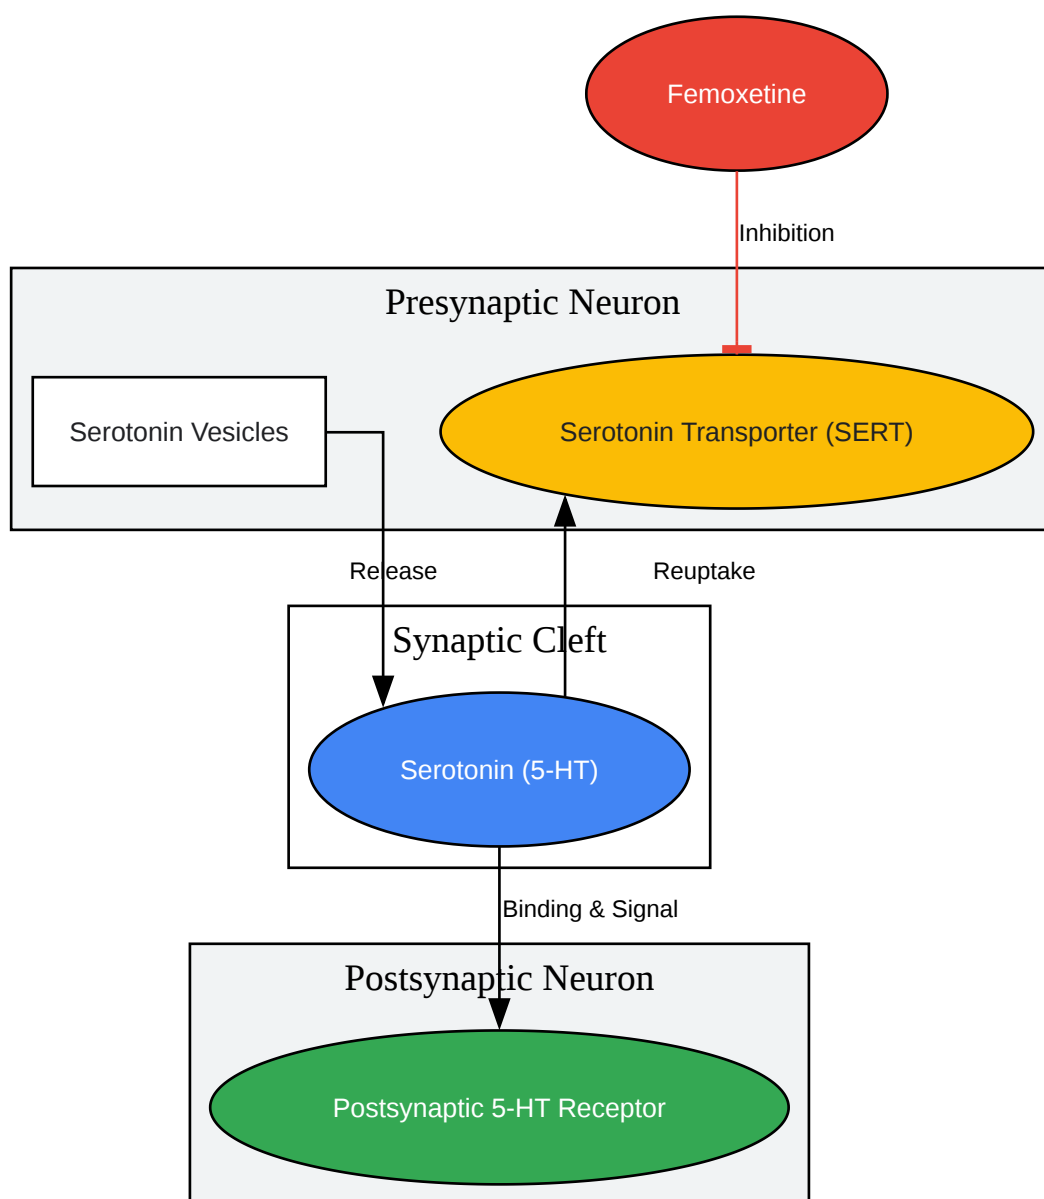 Femoxetine
Inhibition
Presynaptic Neuron
Serotonin Vesicles
Serotonin Transporter (SERT)
Release
Reuptake
Synaptic Cleft
Serotonin (5-HT)
Binding & Signal
Postsynaptic Neuron
Postsynaptic 5-HT Receptor